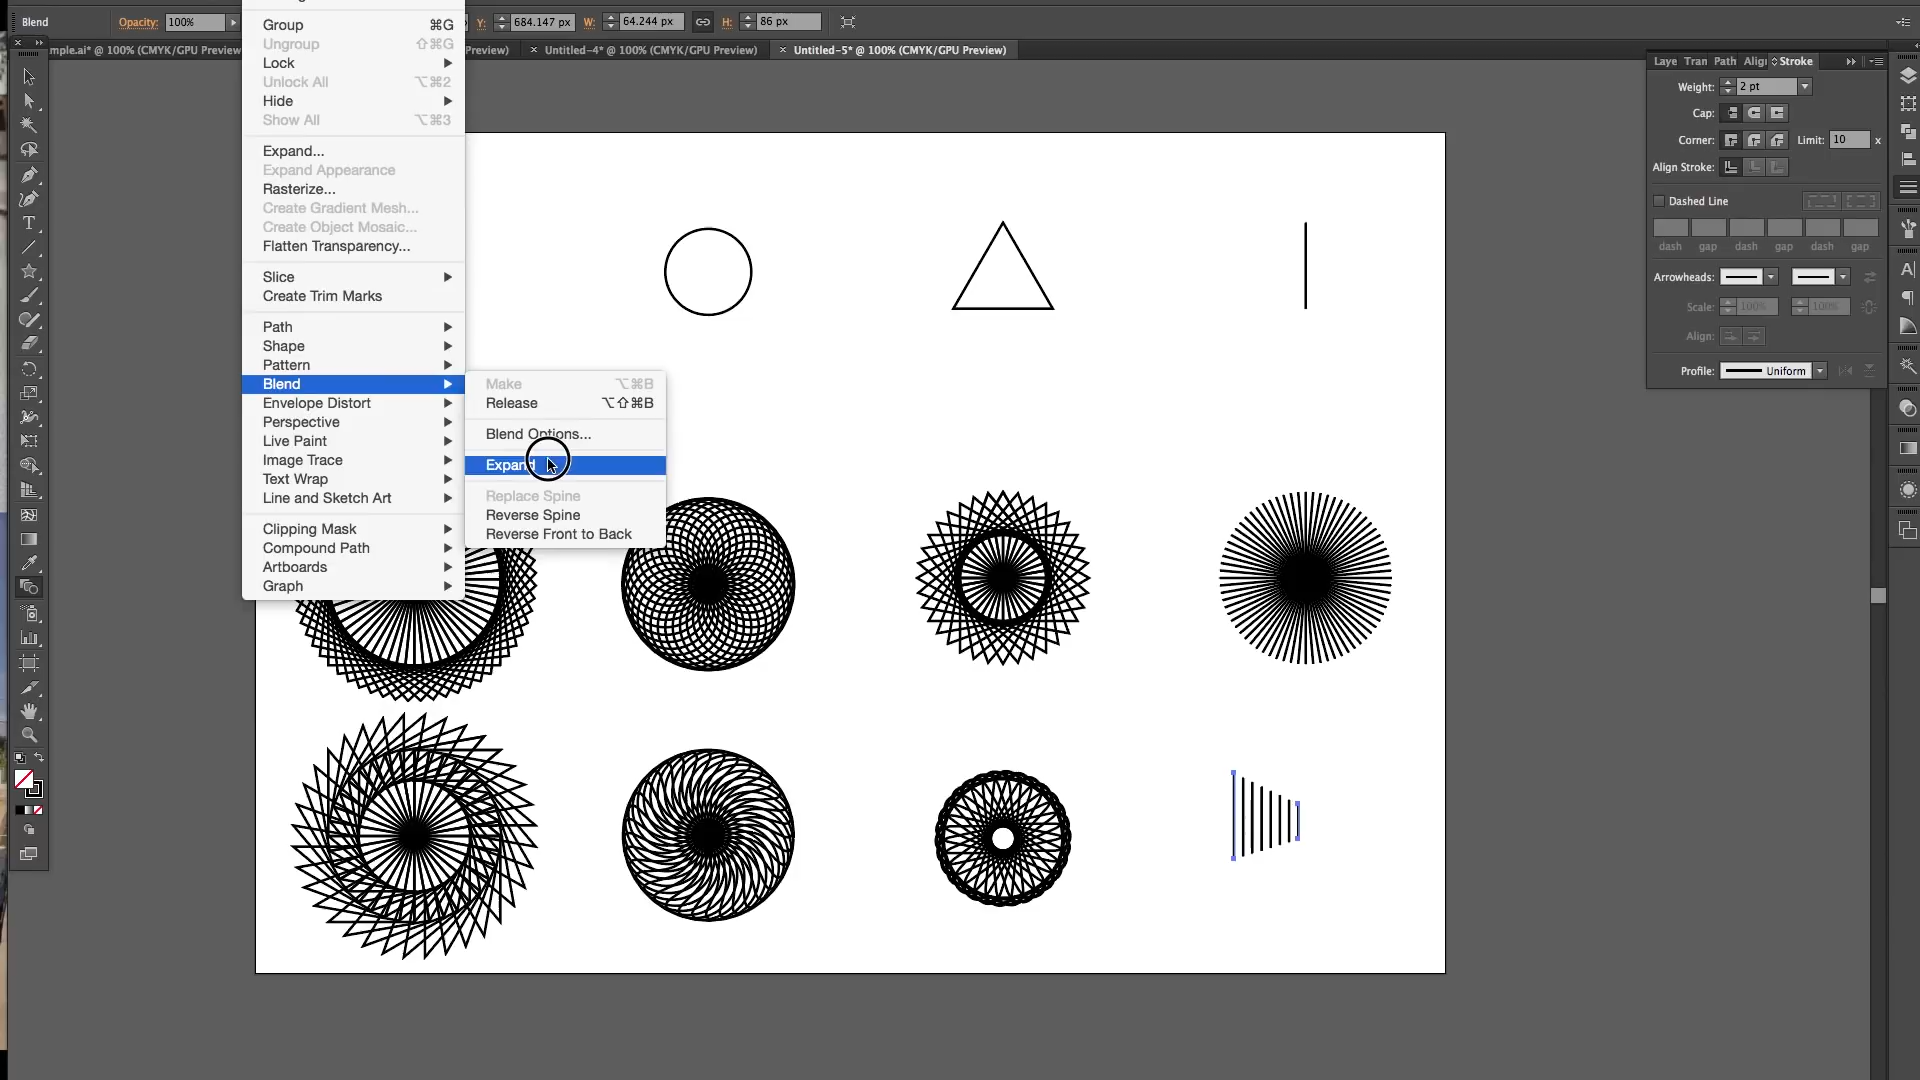 Blend
Opacity: 100%
Y: 684.147 px W: 64.244 px H: 86 px
mple.ai* @ 100% (CMYK/GPU Preview
Preview)
× Untitled-4* @ 100% (CMYK/GPU Preview)
× Untitled-5* @ 100% (CMYK/GPU Preview)
Group ⌘G
Ungroup ⇧⌘G
Lock
Unlock All ⌥⌘2
Hide
Show All ⌥⌘3
Expand...
Expand Appearance
Rasterize...
Create Gradient Mesh...
Create Object Mosaic...
Flatten Transparency...
Slice
Create Trim Marks
Path
Shape
Pattern
Blend
Envelope Distort
Perspective
Live Paint
Image Trace
Text Wrap
Line and Sketch Art
Clipping Mask
Compound Path
Artboards
Graph
Make ⌥⌘B
Release ⌥⇧⌘B
Blend Options...
Expand
Replace Spine
Reverse Spine
Reverse Front to Back
Laye Tran Path Alig Stroke
Weight: 2 pt
Cap:
Corner: Limit: 10 x
Align Stroke:
Dashed Line
dash gap dash gap dash gap
Arrowheads:
Scale: 100% 100%
Align:
Profile: Uniform